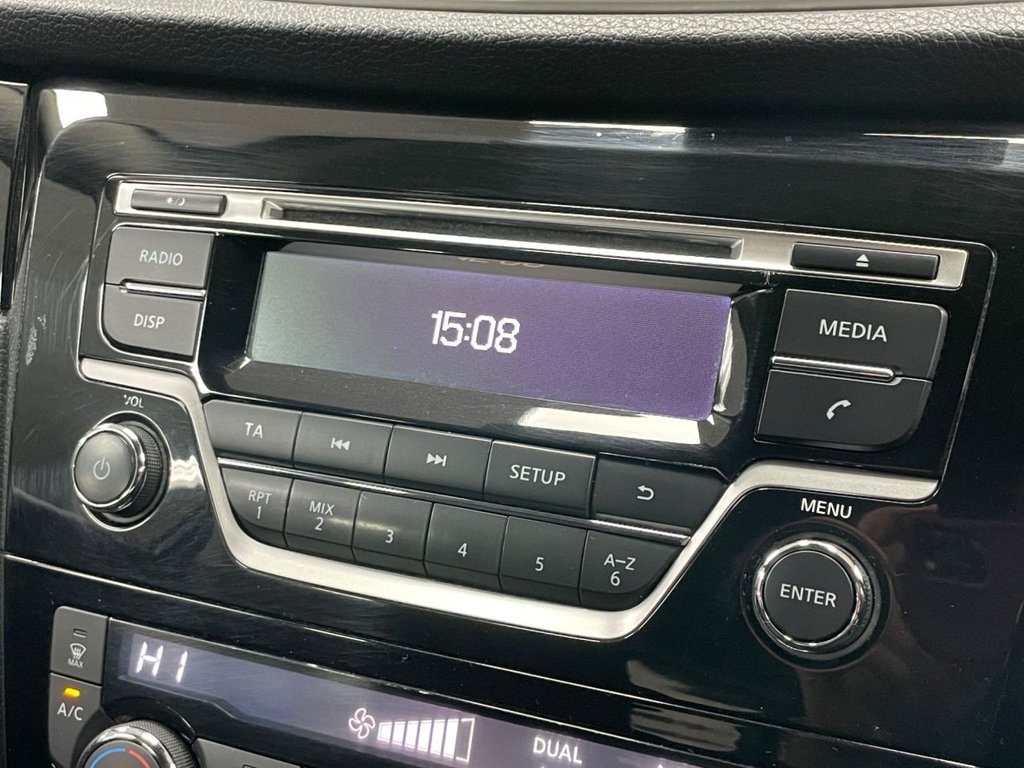 RADIO
DISP
15:08
MEDIA
VOL
TA
SETUP
RPT
1
MIX
2
3
4
5
A-Z
6
MENU
ENTER
MAX
A/C
HI
DUAL